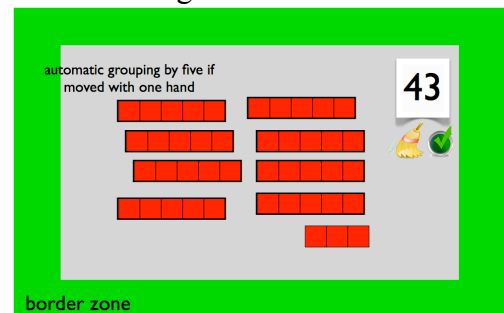 automatic grouping by five if
moved with one hand
43
border zone